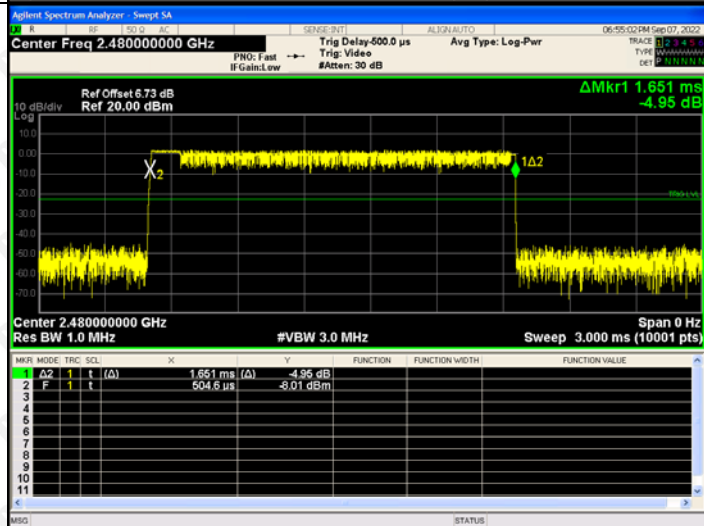 Agilent Spectrum Analyzer - Swept SA
R RF 50 Ω AC SENSE:INT ALIGN AUTO 06:55:02 PM Sep 07, 2022
Center Freq 2.480000000 GHz
PNO: Fast
IFGain:Low
Trig Delay-500.0 µs
Trig: Video
#Atten: 30 dB
Avg Type: Log-Pwr
TRACE 1 2 3 4 5 6
TYPE
DET P N N N N N
ΔMkr1 1.651 ms
-4.95 dB
Ref Offset 6.73 dB
10 dB/div Ref 20.00 dBm
Log
10.0
0.00
-10.0
-20.0
-30.0
-40.0
-50.0
-60.0
-70.0
X2
1Δ2
TRIG LVL
Center 2.480000000 GHz Span 0 Hz
Res BW 1.0 MHz #VBW 3.0 MHz Sweep 3.000 ms (10001 pts)
MKR MODE TRC SCL X Y FUNCTION FUNCTION WIDTH FUNCTION VALUE
1 Δ2 1 t (Δ) 1.651 ms (Δ) -4.95 dB
2 F 1 t 504.6 µs -8.01 dBm
3
4
5
6
7
8
9
10
11
MSG STATUS